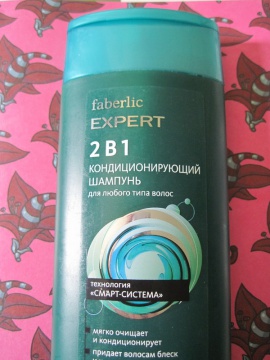 faberlic
EXPERT
2 В 1
КОНДИЦИОНИРУЮЩИЙ
ШАМПУНЬ
для любого типа волос
технология
«СМАРТ-СИСТЕМА»
мягко очищает
и кондиционирует
придает волосам блеск